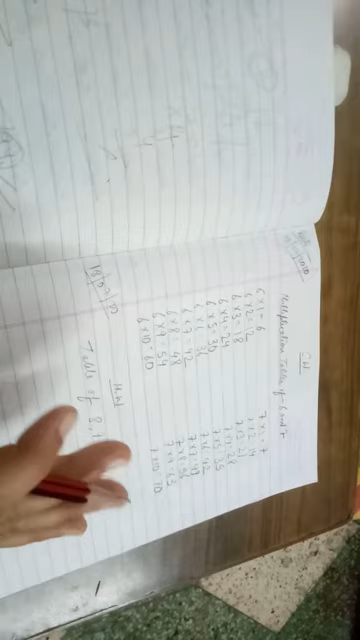 C.W
Multiplication Table of 6 and 7
6 x 1 = 6    7 x 1 = 7
6 x 2 = 12    7 x 2 = 14
6 x 3 = 18    7 x 3 = 21
6 x 4 = 24    7 x 4 = 28
6 x 5 = 30    7 x 5 = 35
6 x 6 = 36    7 x 6 = 42
6 x 7 = 42    7 x 7 = 49
6 x 8 = 48    7 x 8 = 56
6 x 9 = 54    7 x 9 = 63
6 x 10 = 60    7 x 10 = 70
H.W
Table of 8,